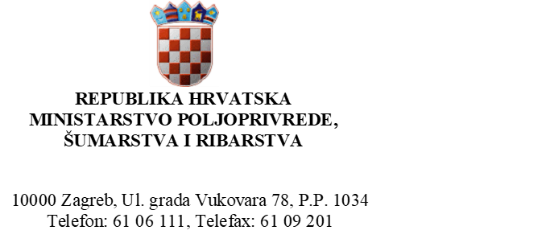 REPUBLIKA HRVATSKA
MINISTARSTVO POLJOPRIVREDE,
ŠUMARSTVA I RIBARSTVA
10000 Zagreb, Ul. grada Vukovara 78, P.P. 1034
Telefon: 61 06 111, Telefax: 61 09 201